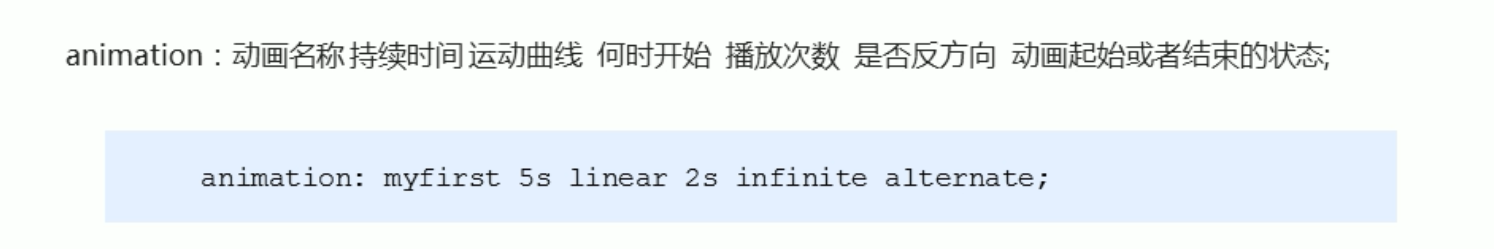 animation：动画名称 持续时间 运动曲线 何时开始 播放次数 是否反方向 动画起始或者结束的状态;
animation: myfirst 5s linear 2s infinite alternate;